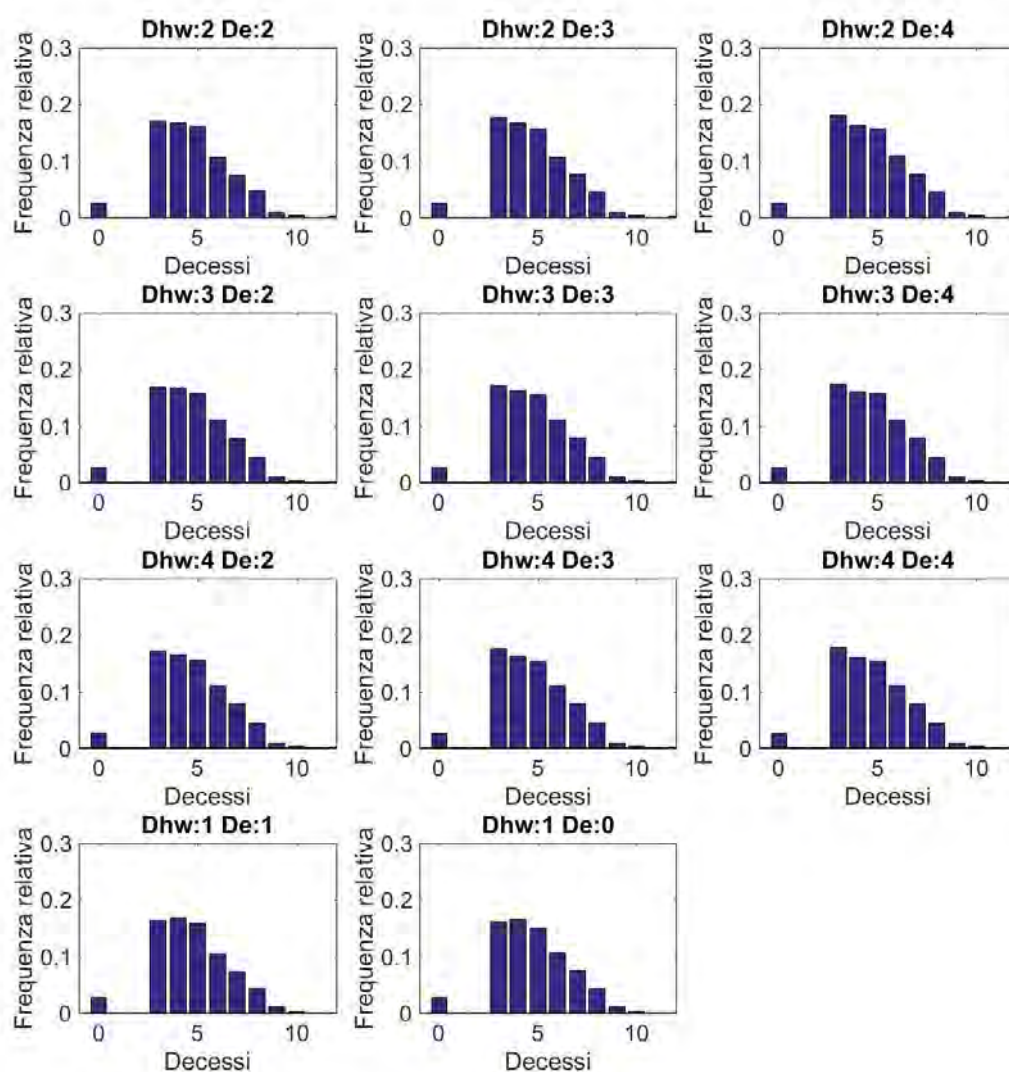 Dhw:2 De:2
Frequenza relativa
0.3
0.2
0.1
0
0 5 10
Decessi
Dhw:2 De:3
Frequenza relativa
0.3
0.2
0.1
0
0 5 10
Decessi
Dhw:2 De:4
Frequenza relativa
0.3
0.2
0.1
0
0 5 10
Decessi
Dhw:3 De:2
Frequenza relativa
0.3
0.2
0.1
0
0 5 10
Decessi
Dhw:3 De:3
Frequenza relativa
0.3
0.2
0.1
0
0 5 10
Decessi
Dhw:3 De:4
Frequenza relativa
0.3
0.2
0.1
0
0 5 10
Decessi
Dhw:4 De:2
Frequenza relativa
0.3
0.2
0.1
0
0 5 10
Decessi
Dhw:4 De:3
Frequenza relativa
0.3
0.2
0.1
0
0 5 10
Decessi
Dhw:4 De:4
Frequenza relativa
0.3
0.2
0.1
0
0 5 10
Decessi
Dhw:1 De:1
Frequenza relativa
0.3
0.2
0.1
0
0 5 10
Decessi
Dhw:1 De:0
Frequenza relativa
0.3
0.2
0.1
0
0 5 10
Decessi